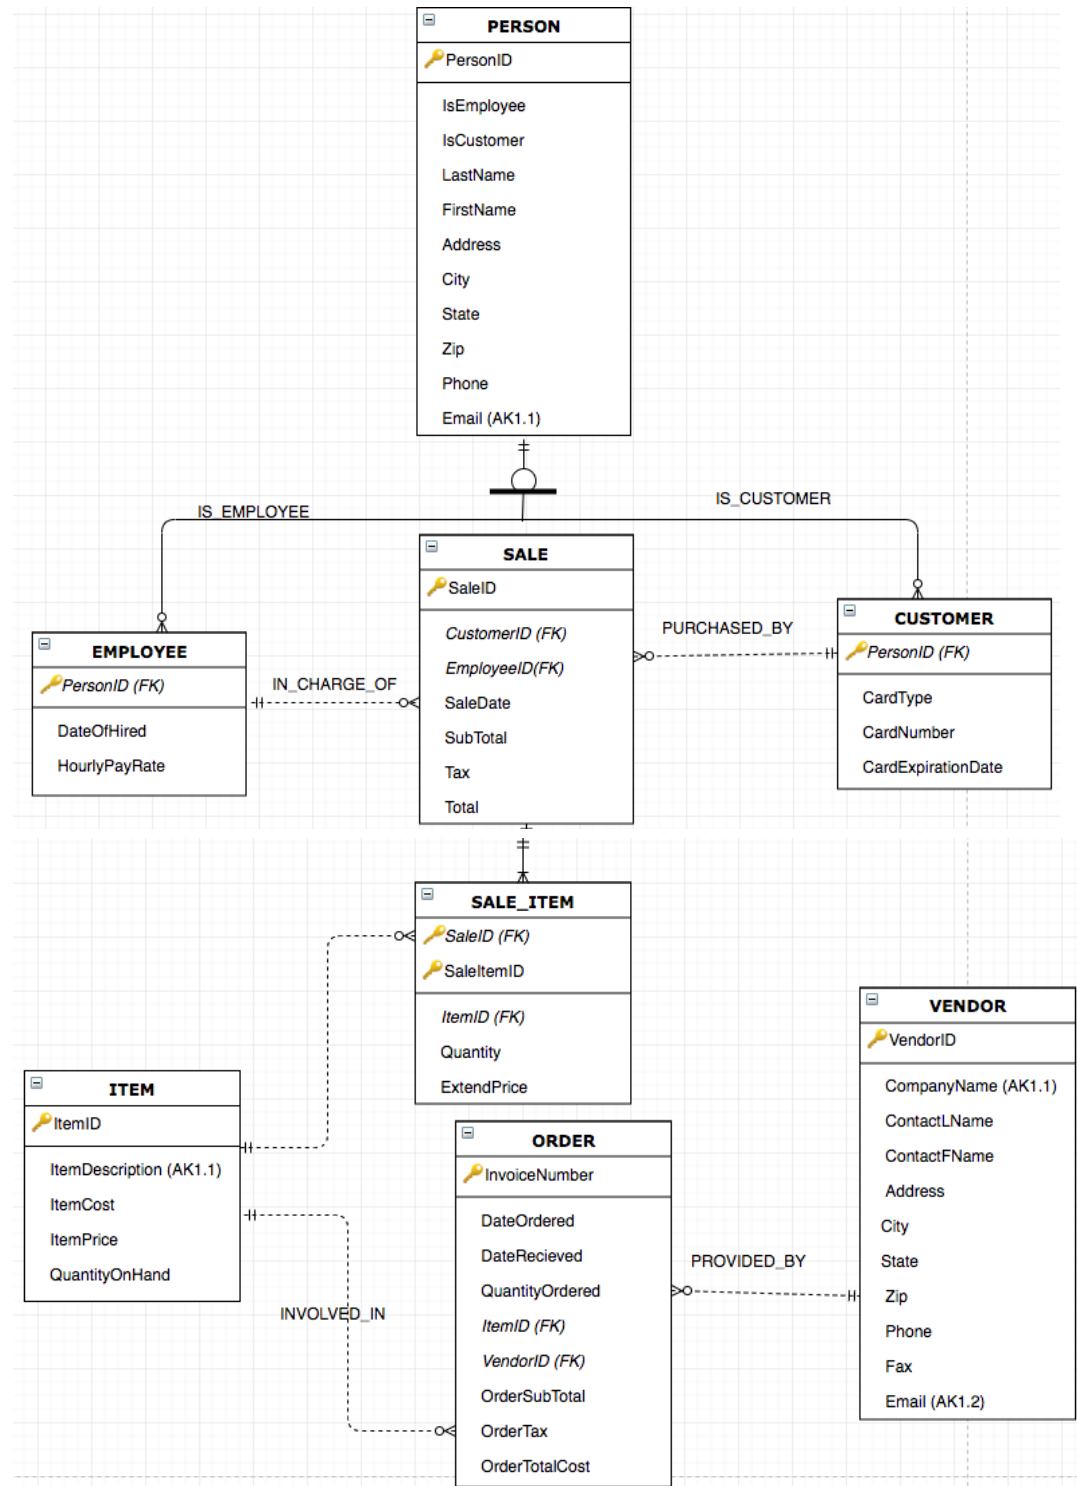 PERSON
PersonID
IsEmployee
IsCustomer
LastName
FirstName
Address
City
State
Zip
Phone
Email (AK1.1)
IS_EMPLOYEE
IS_CUSTOMER
SALE
SaleID
CustomerID (FK)
EmployeeID(FK)
SaleDate
SubTotal
Tax
Total
PURCHASED_BY
CUSTOMER
PersonID (FK)
CardType
CardNumber
CardExpirationDate
EMPLOYEE
PersonID (FK)
DateOfHired
HourlyPayRate
IN_CHARGE_OF
SALE_ITEM
SaleID (FK)
SaleItemID
ItemID (FK)
Quantity
ExtendPrice
ITEM
ItemID
ItemDescription (AK1.1)
ItemCost
ItemPrice
QuantityOnHand
INVOLVED_IN
ORDER
InvoiceNumber
DateOrdered
DateRecieved
QuantityOrdered
ItemID (FK)
VendorID (FK)
OrderSubTotal
OrderTax
OrderTotalCost
PROVIDED_BY
VENDOR
VendorID
CompanyName (AK1.1)
ContactLName
ContactFName
Address
City
State
Zip
Phone
Fax
Email (AK1.2)